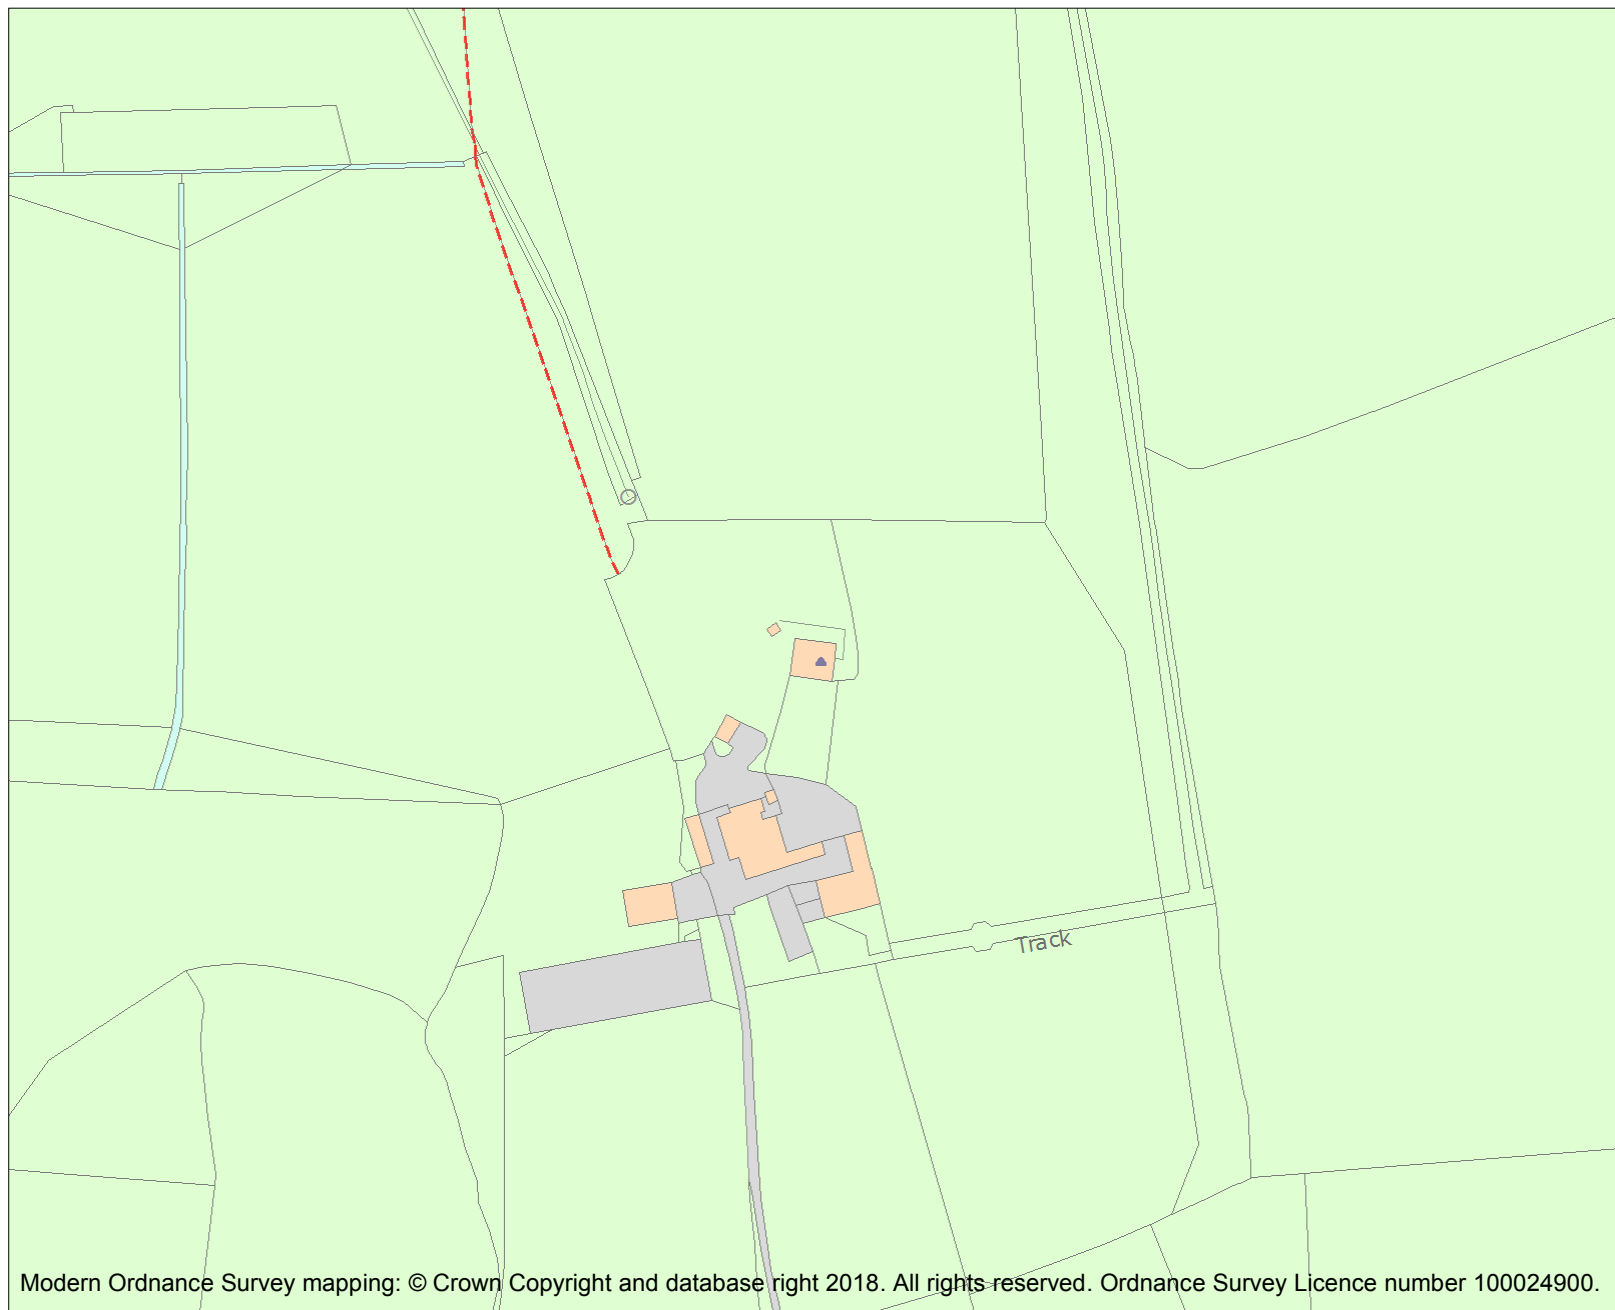 Track
Modern Ordnance Survey mapping: © Crown Copyright and database right 2018. All rights reserved. Ordnance Survey Licence number 100024900.